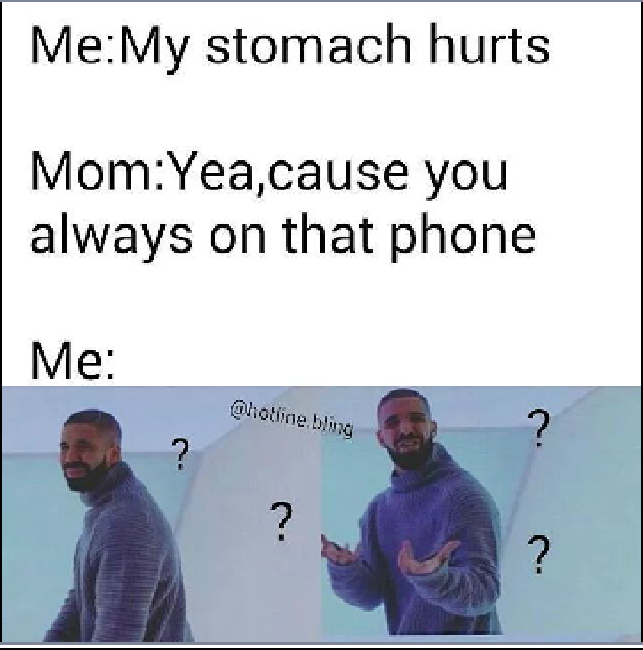 Me:My stomach hurts
Mom:Yea,cause you
always on that phone
Me:
@hotline.bling
?
?
?
?